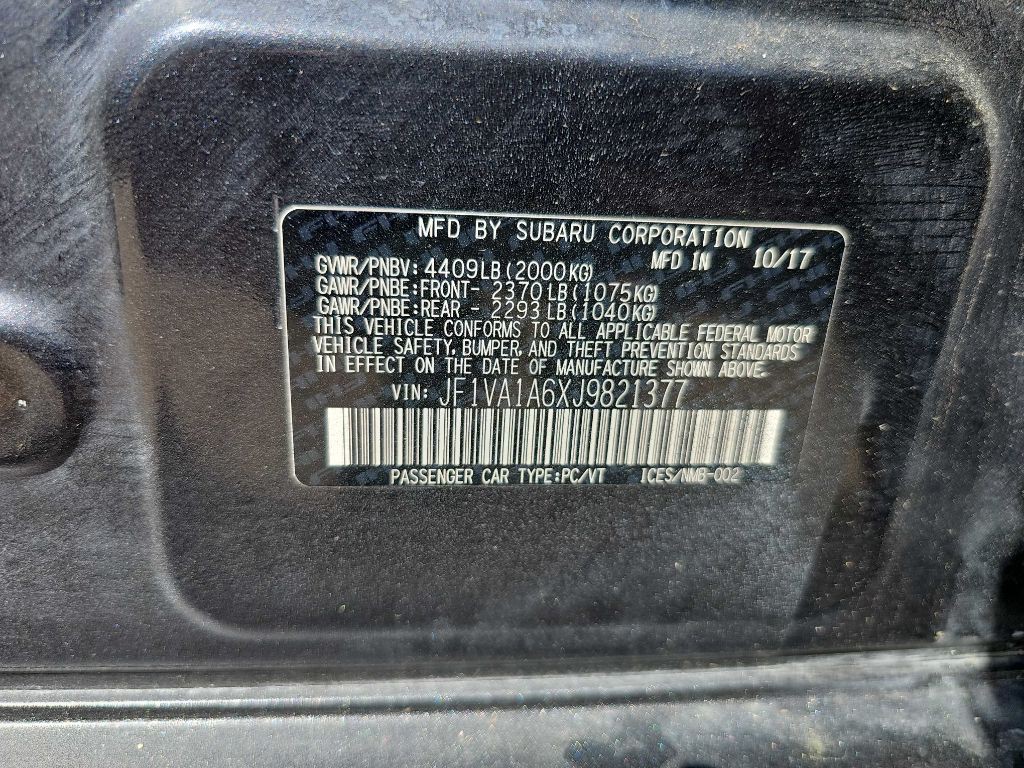 MFD BY SUBARU CORPORATION
MFD IN 10/17
GVWR/PNBV: 4409LB(2000KG)
GAWR/PNBE:FRONT- 2370LB(1075KG)
GAWR/PNBE:REAR - 2293LB(1040KG)
THIS VEHICLE CONFORMS TO ALL APPLICABLE FEDERAL MOTOR
VEHICLE SAFETY, BUMPER, AND THEFT PREVENTION STANDARDS
IN EFFECT ON THE DATE OF MANUFACTURE SHOWN ABOVE.
VIN: JF1VA1A6XJ9821377
PASSENGER CAR TYPE:PC/VT ICES/NMB-002